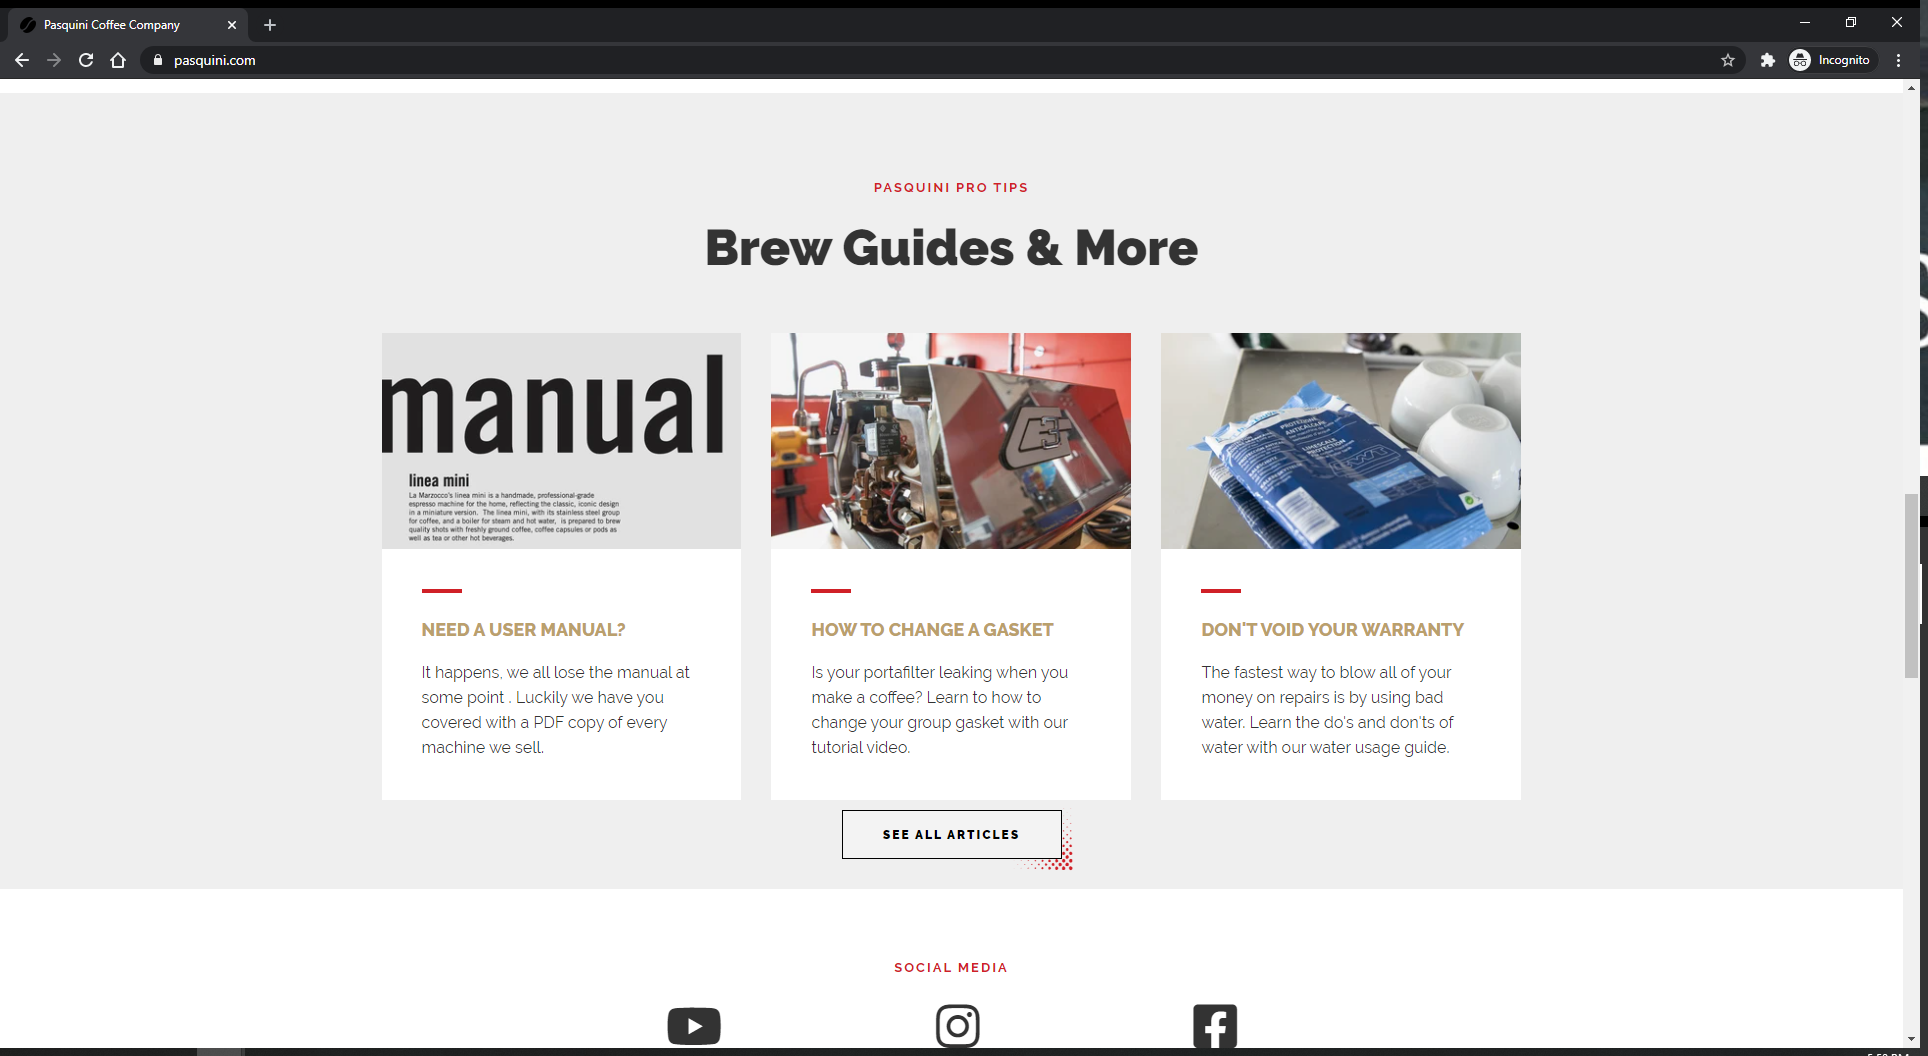 Pasquini Coffee Company
pasquini.com
Incognito
PASQUINI PRO TIPS
Brew Guides & More
manual
linea mini
La Marzocco's linea mini is a handmade, professional-grade
espresso machine for the home, reflecting the classic, iconic design
in a miniature version. The linea mini, with its stainless steel group
for coffee, and a boiler for steam and hot water, is prepared to brew
quality shots with freshly ground coffee, coffee capsules or pods as
well as tea or other hot beverages.
PROTEZIONE
ANTICALCARE
LIMESCALE
PROTECTION
NEED A USER MANUAL?
It happens, we all lose the manual at
some point . Luckily we have you
covered with a PDF copy of every
machine we sell.
HOW TO CHANGE A GASKET
Is your portafilter leaking when you
make a coffee? Learn to how to
change your group gasket with our
tutorial video.
DON'T VOID YOUR WARRANTY
The fastest way to blow all of your
money on repairs is by using bad
water. Learn the do's and don'ts of
water with our water usage guide.
SEE ALL ARTICLES
SOCIAL MEDIA